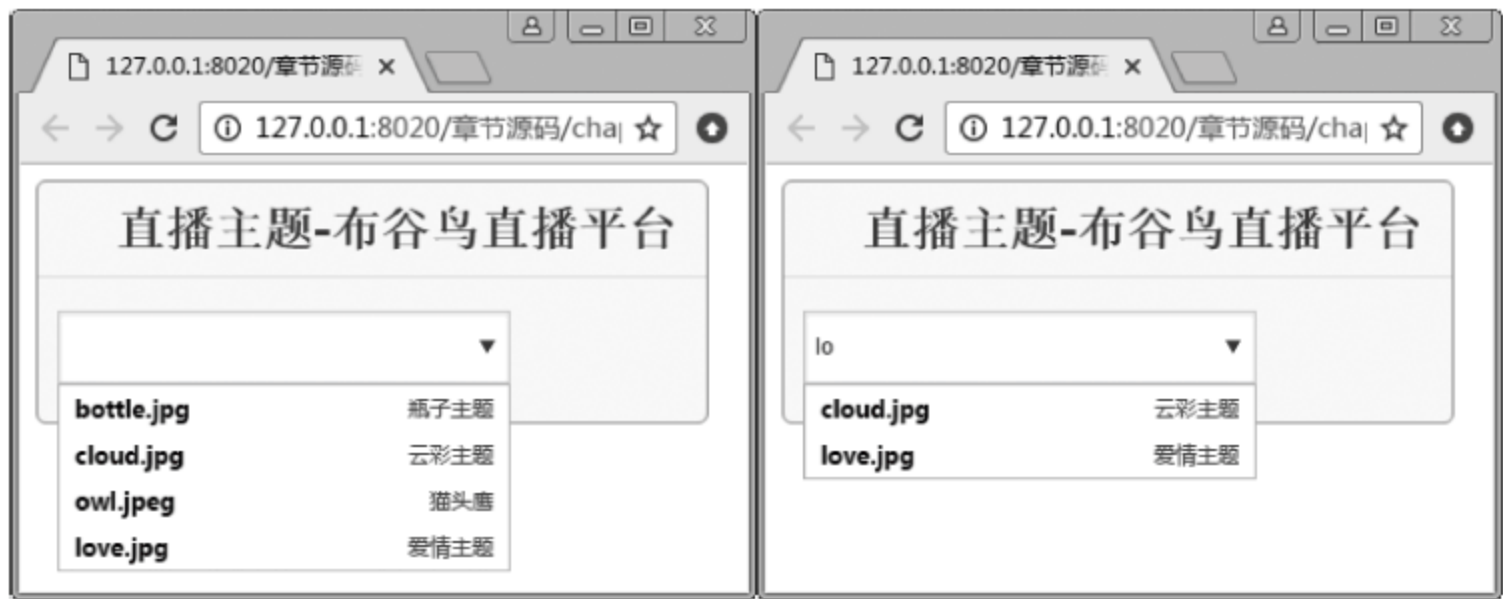 127.0.0.1:8020/章节源码
127.0.0.1:8020/章节源码/cha
直播主题-布谷鸟直播平台
bottle.jpg 瓶子主题
cloud.jpg 云彩主题
owl.jpeg 猫头鹰
love.jpg 爱情主题
127.0.0.1:8020/章节源码
127.0.0.1:8020/章节源码/cha
直播主题-布谷鸟直播平台
lo
cloud.jpg 云彩主题
love.jpg 爱情主题